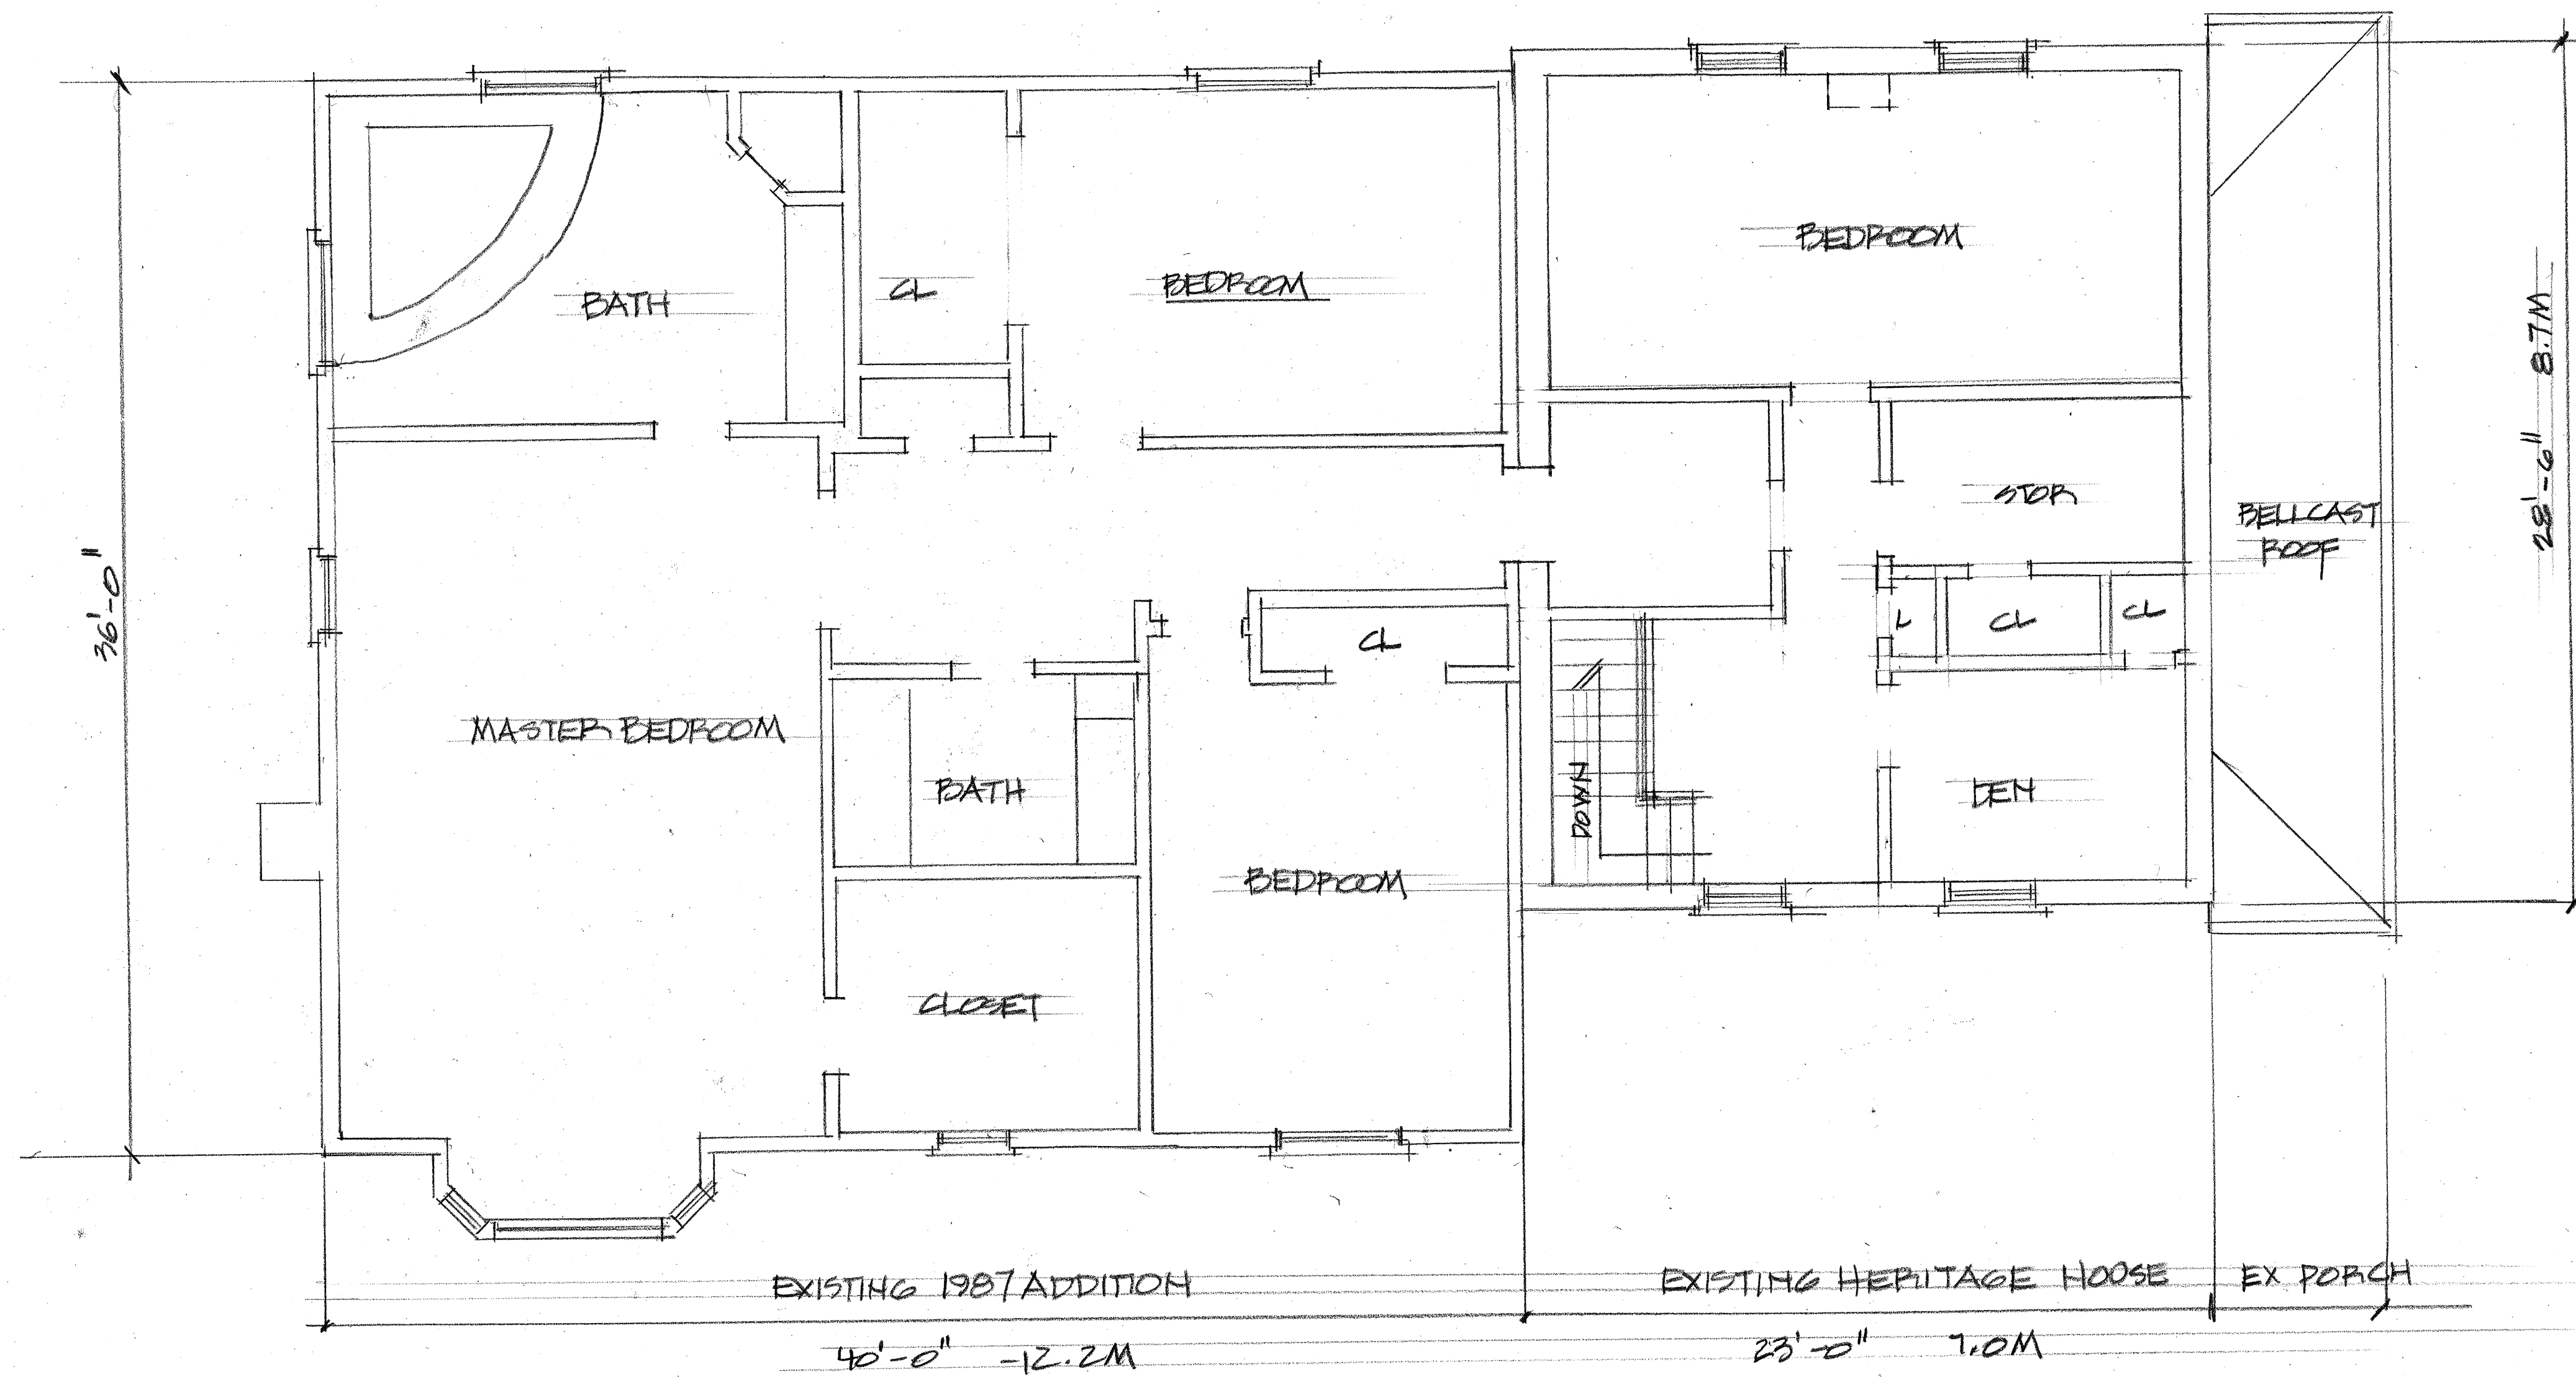 BATH
CL
BEDROOM
BEDROOM
STOR
BELLCAST
ROOF
28'-6" 8.7M
36'-0"
L
CL
CL
CL
MASTER BEDROOM
BATH
DOWN
DEN
BEDROOM
CLOSET
EXISTING 1987 ADDITION
EXISTING HERITAGE HOOSE
EX PORCH
40'-0" -12.2M
23'-0" 7.0M